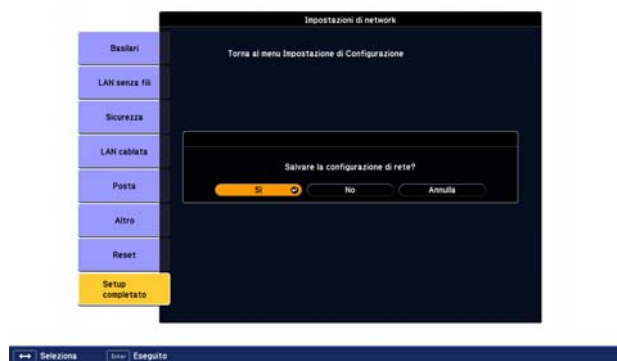 Impostazioni di network
Basilari
Torna al menu Impostazione di Configurazione
LAN senza fili
Sicurezza
LAN cablata
Salvare la configurazione di rete?
Posta
Sì No Annulla
Altro
Reset
Setup
completato
Seleziona Enter Eseguito